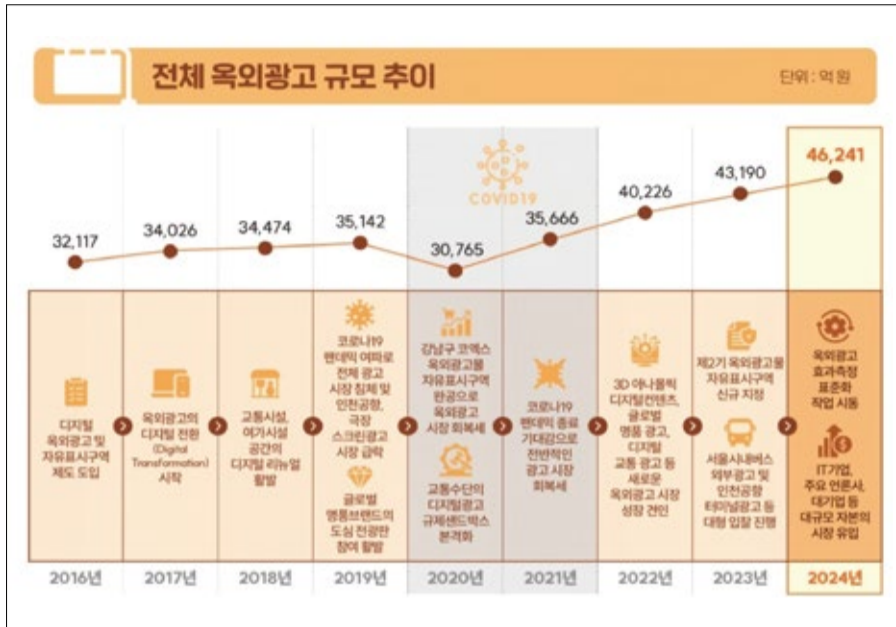 전체 옥외광고 규모 추이
단위 : 억 원
COVID19
32,117
34,026
34,474
35,142
30,765
35,666
40,226
43,190
46,241
디지털
옥외광고 및
자유표시구역
제도 도입
옥외광고의
디지털 전환
(Digital
Transformation)
시작
교통시설,
여가시설
공간의
디지털 리뉴얼
활발
코로나19
팬데믹 여파로
전체 광고
시장 침체 및
인천공항,
극장
스크린광고
시장 급락
글로벌
명품브랜드의
도심 전광판
참여 활발
강남구 코엑스
옥외광고물
자유표시구역
완공으로
옥외광고
시장 회복세
교통수단의
디지털광고
규제샌드박스
본격화
코로나19
팬데믹 종료
기대감으로
전반적인
광고 시장
회복세
3D 아나몰픽
디지털컨텐츠,
글로벌
명품 광고,
디지털
교통 광고 등
새로운
옥외광고 시장
성장 견인
제2기 옥외광고물
자유표시구역
신규 지정
서울시내버스
외부광고 및
인천공항
터미널광고 등
대형 입찰 진행
옥외광고
효과측정
표준화
작업 시동
IT기업,
주요 언론사,
대기업 등
대규모 자본의
시장 유입
2016년
2017년
2018년
2019년
2020년
2021년
2022년
2023년
2024년